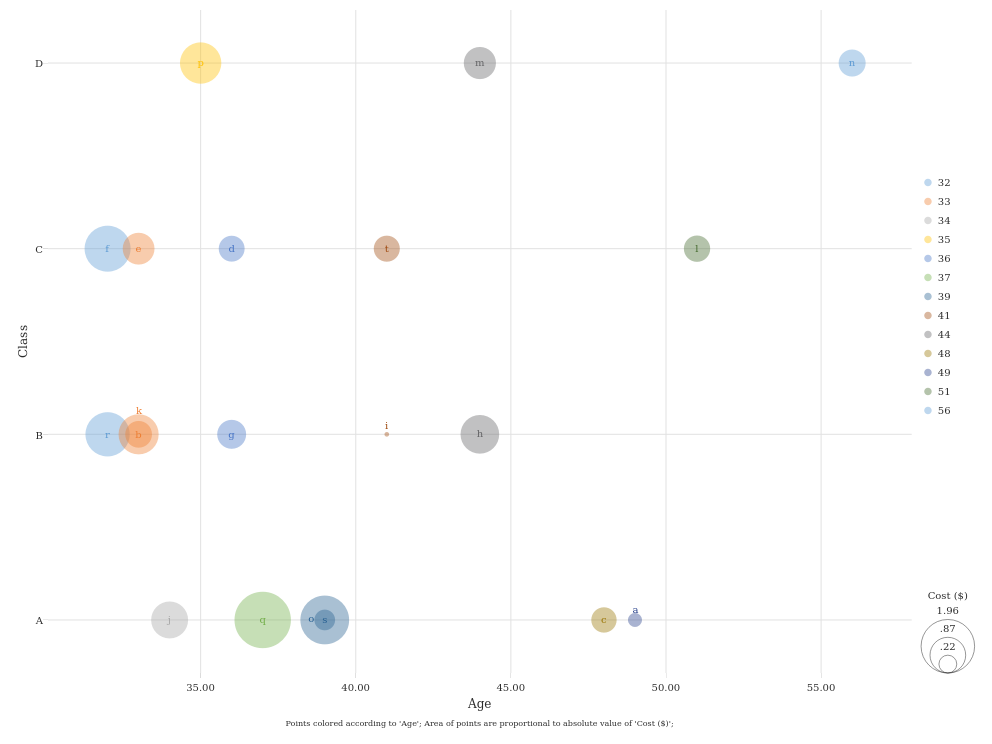 D
C
B
A
Class
p
m
n
f
e
d
t
l
k
r
b
g
i
h
j
q
o
s
c
a
35.00
40.00
45.00
50.00
55.00
Age
Points colored according to 'Age'; Area of points are proportional to absolute value of 'Cost ($)';
32
33
34
35
36
37
39
41
44
48
49
51
56
Cost ($)
1.96
.87
.22